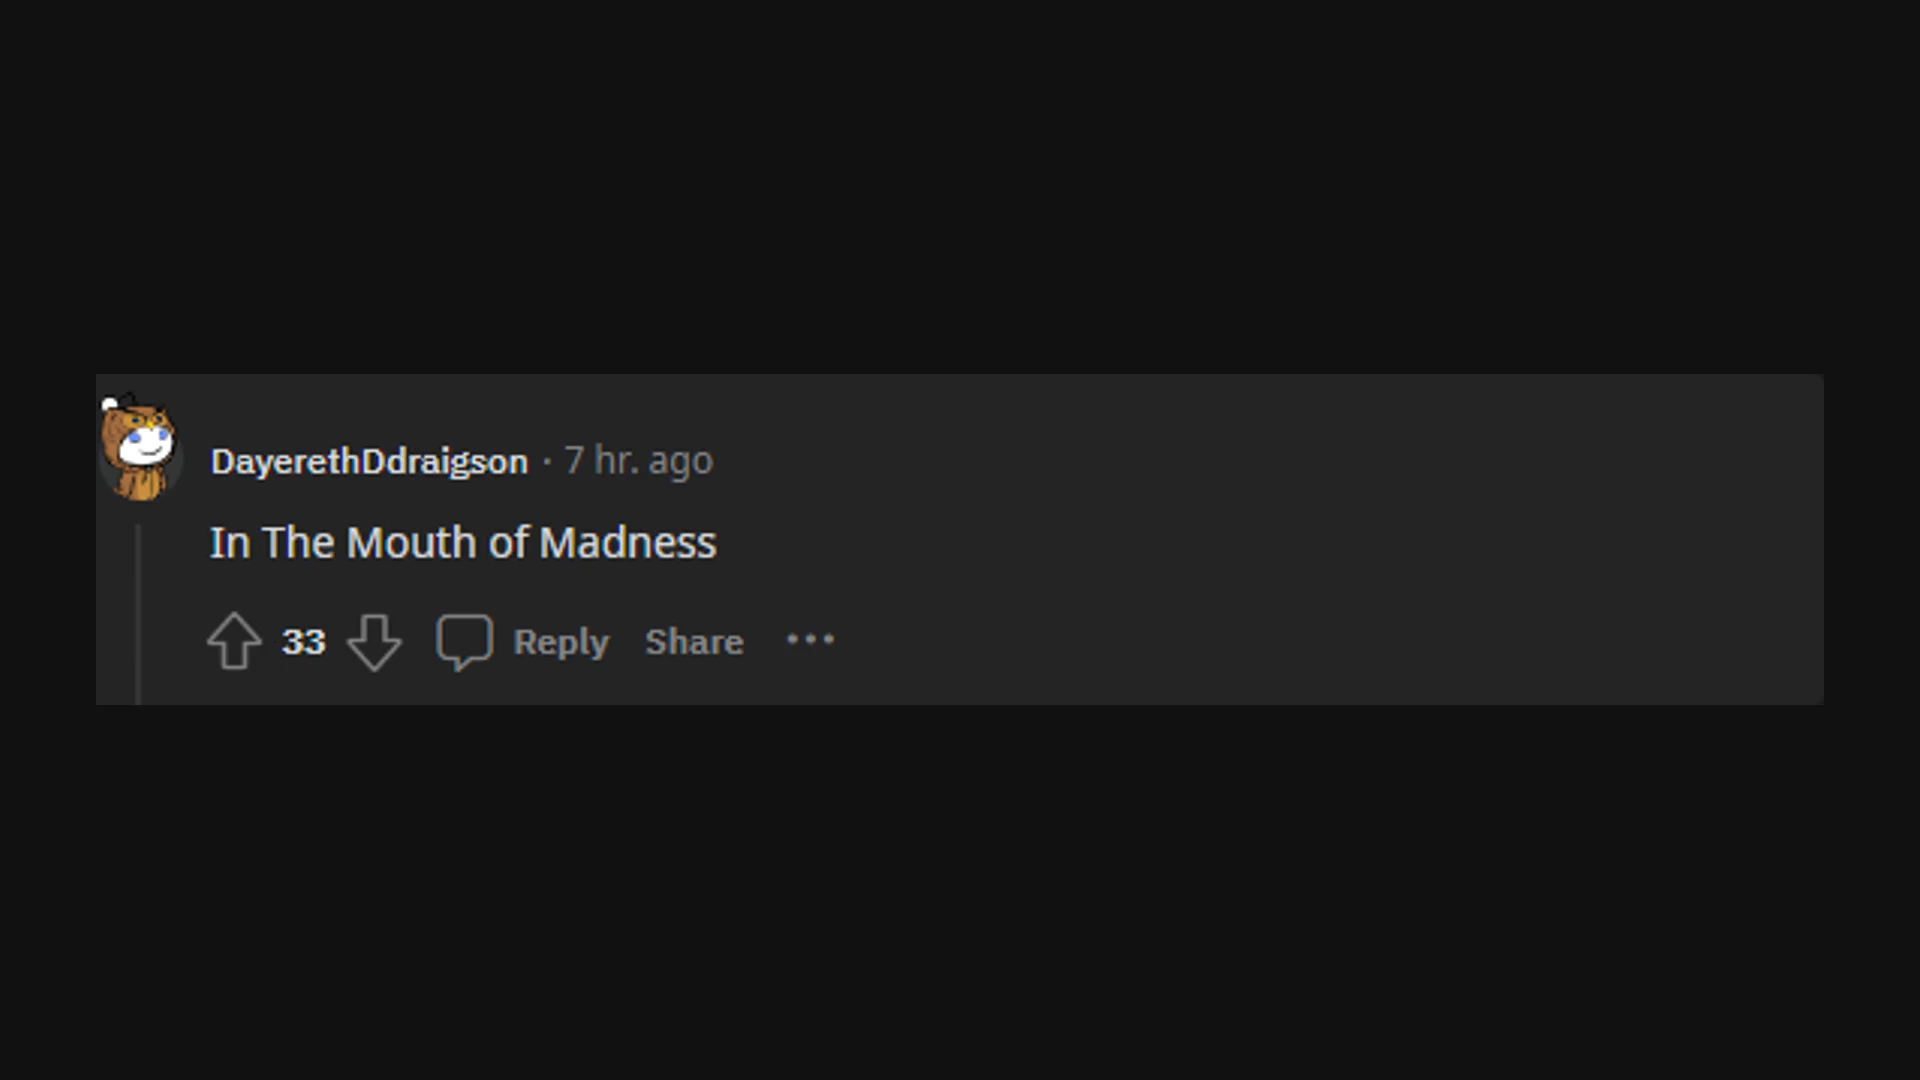 DayerethDdraigson · 7 hr. ago
In The Mouth of Madness
33 Reply Share ···